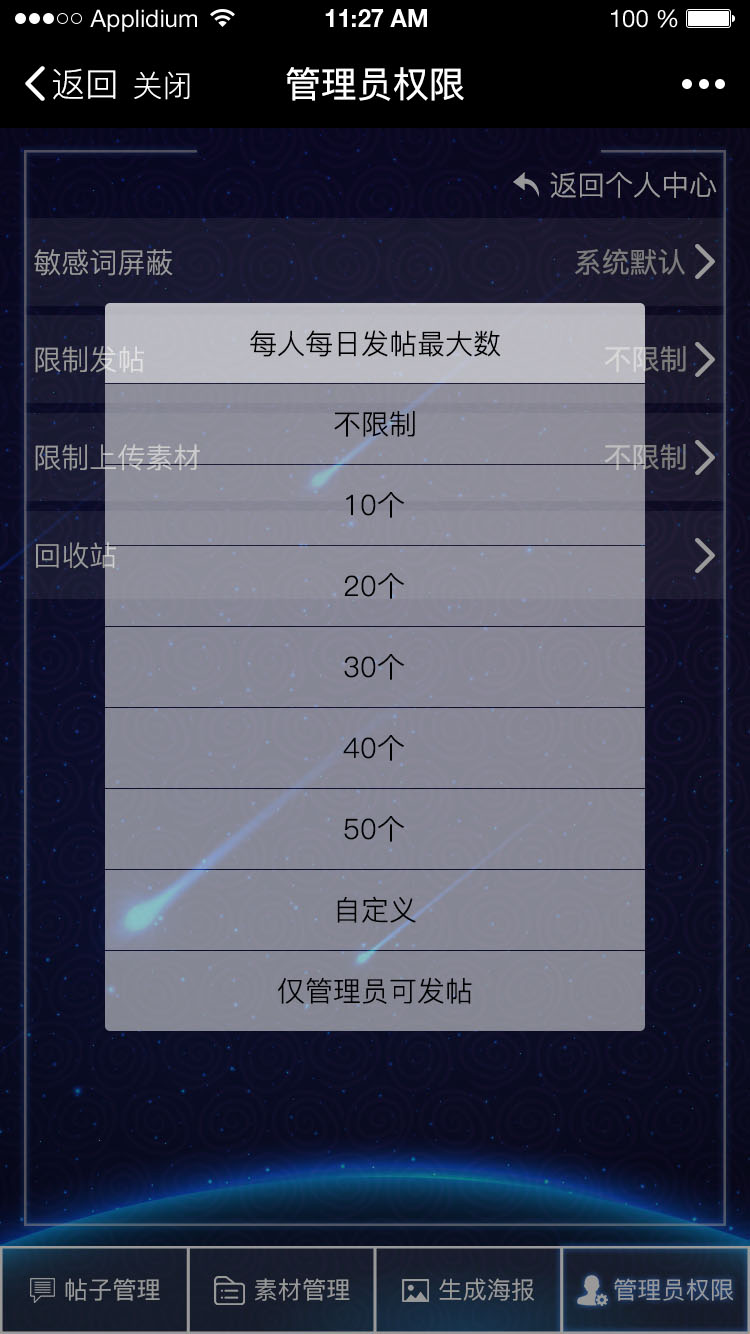 Applidium 11:27 AM 100 %
返回 关闭 管理员权限
返回个人中心
敏感词屏蔽 系统默认
限制发帖 不限制
限制上传素材 不限制
回收站
每人每日发帖最大数
不限制
10个
20个
30个
40个
50个
自定义
仅管理员可发帖
帖子管理 素材管理 生成海报 管理员权限